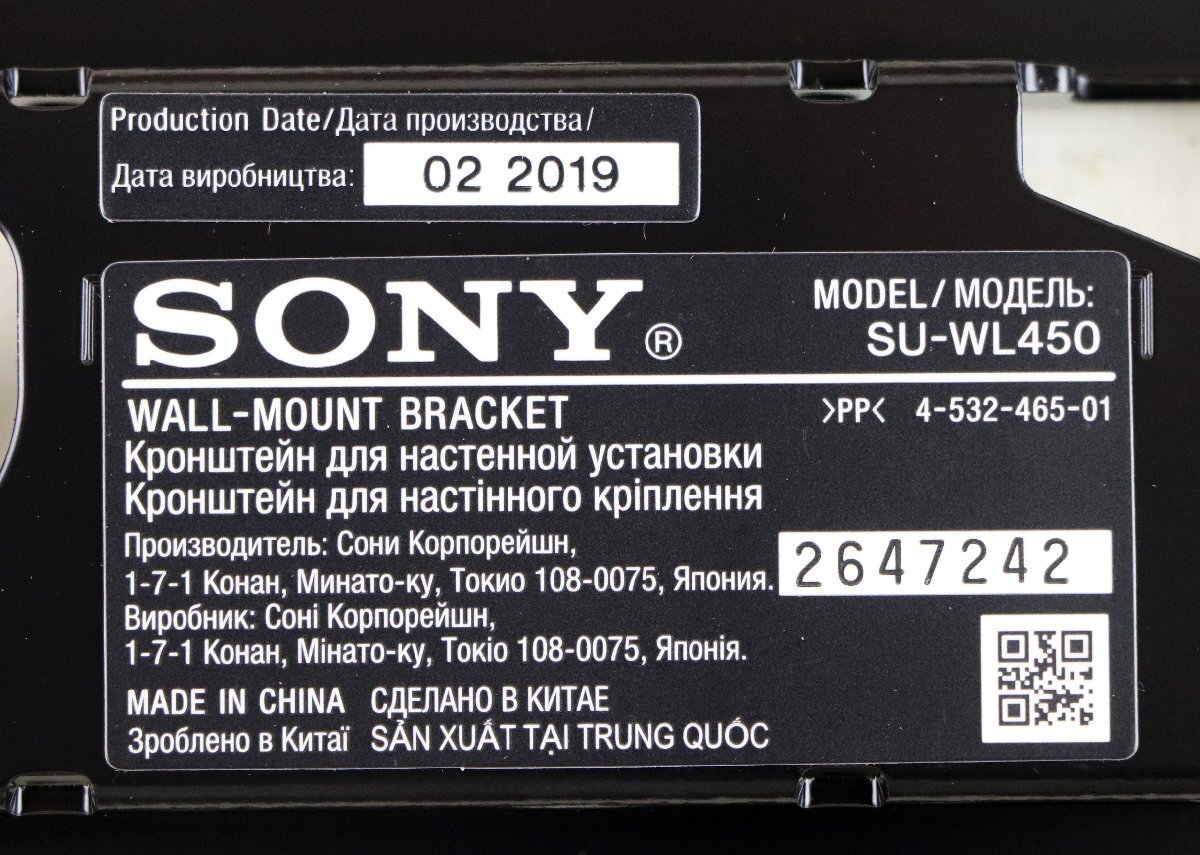 Production Date/Дата производства/
Дата виробництва: 02 2019
SONY®
MODEL/МОДЕЛЬ:
SU-WL450
WALL-MOUNT BRACKET >PP< 4-532-465-01
Кронштейн для настенной установки
Кронштейн для настінного кріплення
Производитель: Сони Корпорейшн,
1-7-1 Конан, Минато-ку, Токио 108-0075, Япония. 2647242
Виробник: Соні Корпорейшн,
1-7-1 Конан, Мінато-ку, Токіо 108-0075, Японія.
MADE IN CHINA СДЕЛАНО В КИТАЕ
Зроблено в Китаї SẢN XUẤT TẠI TRUNG QUỐC